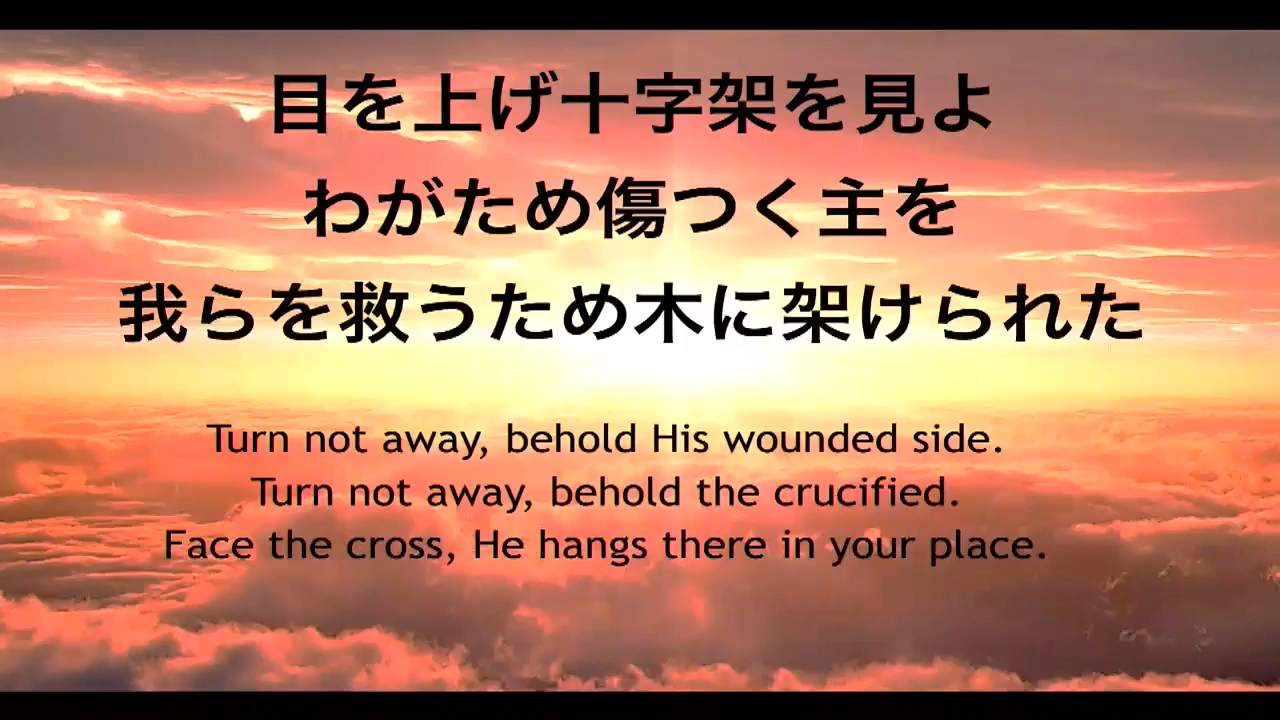 目を上げ十字架を見よ
わがため傷つく主を
我らを救うため木に架けられた
Turn not away, behold His wounded side.
Turn not away, behold the crucified.
Face the cross, He hangs there in your place.